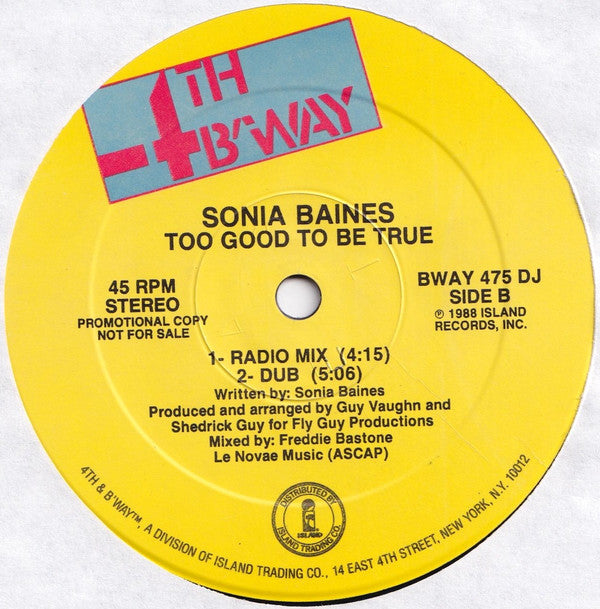 4TH
B'WAY
SONIA BAINES
TOO GOOD TO BE TRUE
45 RPM
STEREO
PROMOTIONAL COPY
NOT FOR SALE
BWAY 475 DJ
SIDE B
℗ 1988 ISLAND
RECORDS, INC.
1- RADIO MIX (4:15)
2- DUB (5:06)
Written by: Sonia Baines
Produced and arranged by Guy Vaughn and
Shedrick Guy for Fly Guy Productions
Mixed by: Freddie Bastone
Le Novae Music (ASCAP)
DISTRIBUTED BY
ISLAND
ISLAND TRADING CO.
4TH & B'WAY™, A DIVISION OF ISLAND TRADING CO., 14 EAST 4TH STREET, NEW YORK, N.Y. 10012